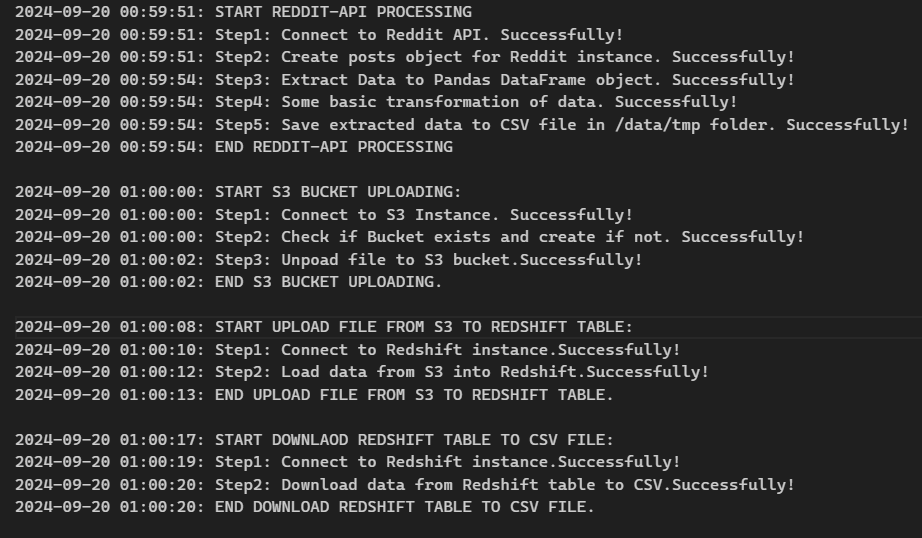 2024-09-20 00:59:51: START REDDIT-API PROCESSING
2024-09-20 00:59:51: Step1: Connect to Reddit API. Successfully!
2024-09-20 00:59:51: Step2: Create posts object for Reddit instance. Successfully!
2024-09-20 00:59:54: Step3: Extract Data to Pandas DataFrame object. Successfully!
2024-09-20 00:59:54: Step4: Some basic transformation of data. Successfully!
2024-09-20 00:59:54: Step5: Save extracted data to CSV file in /data/tmp folder. Successfully!
2024-09-20 00:59:54: END REDDIT-API PROCESSING
2024-09-20 01:00:00: START S3 BUCKET UPLOADING:
2024-09-20 01:00:00: Step1: Connect to S3 Instance. Successfully!
2024-09-20 01:00:00: Step2: Check if Bucket exists and create if not. Successfully!
2024-09-20 01:00:02: Step3: Unpoad file to S3 bucket.Successfully!
2024-09-20 01:00:02: END S3 BUCKET UPLOADING.
2024-09-20 01:00:08: START UPLOAD FILE FROM S3 TO REDSHIFT TABLE:
2024-09-20 01:00:10: Step1: Connect to Redshift instance.Successfully!
2024-09-20 01:00:12: Step2: Load data from S3 into Redshift.Successfully!
2024-09-20 01:00:13: END UPLOAD FILE FROM S3 TO REDSHIFT TABLE.
2024-09-20 01:00:17: START DOWNLAOD REDSHIFT TABLE TO CSV FILE:
2024-09-20 01:00:19: Step1: Connect to Redshift instance.Successfully!
2024-09-20 01:00:20: Step2: Download data from Redshift table to CSV.Successfully!
2024-09-20 01:00:20: END DOWNLOAD REDSHIFT TABLE TO CSV FILE.